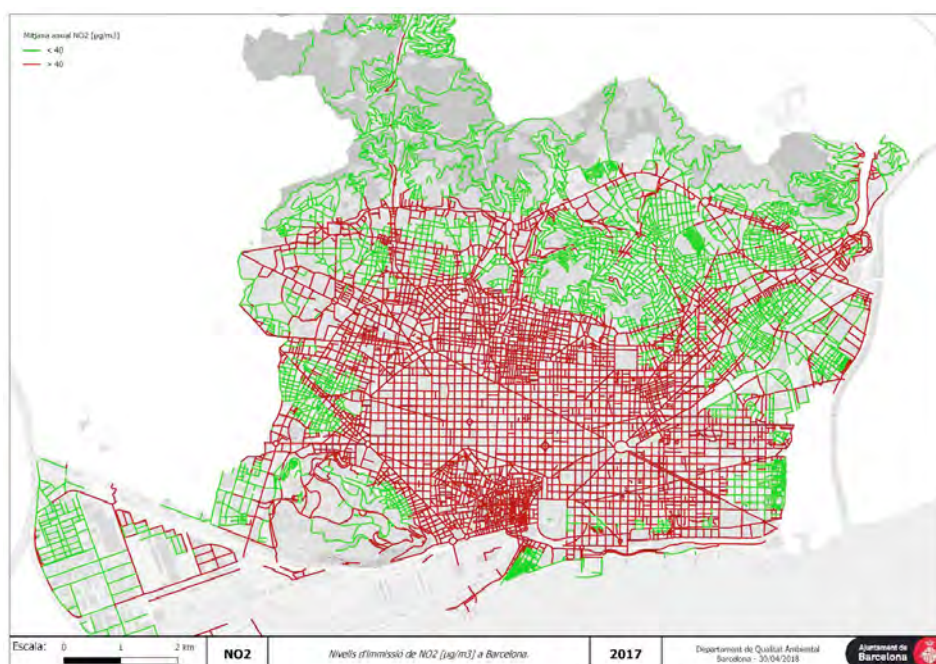 Mitjana anual NO2 [µg/m3]
< 40
> 40
Escala:
0 1 2 km
NO2
Nivells d'Immissió de NO2 [µg/m3] a Barcelona.
2017
Departament de Qualitat Ambiental
Barcelona - 30/04/2018
Ajuntament de
Barcelona